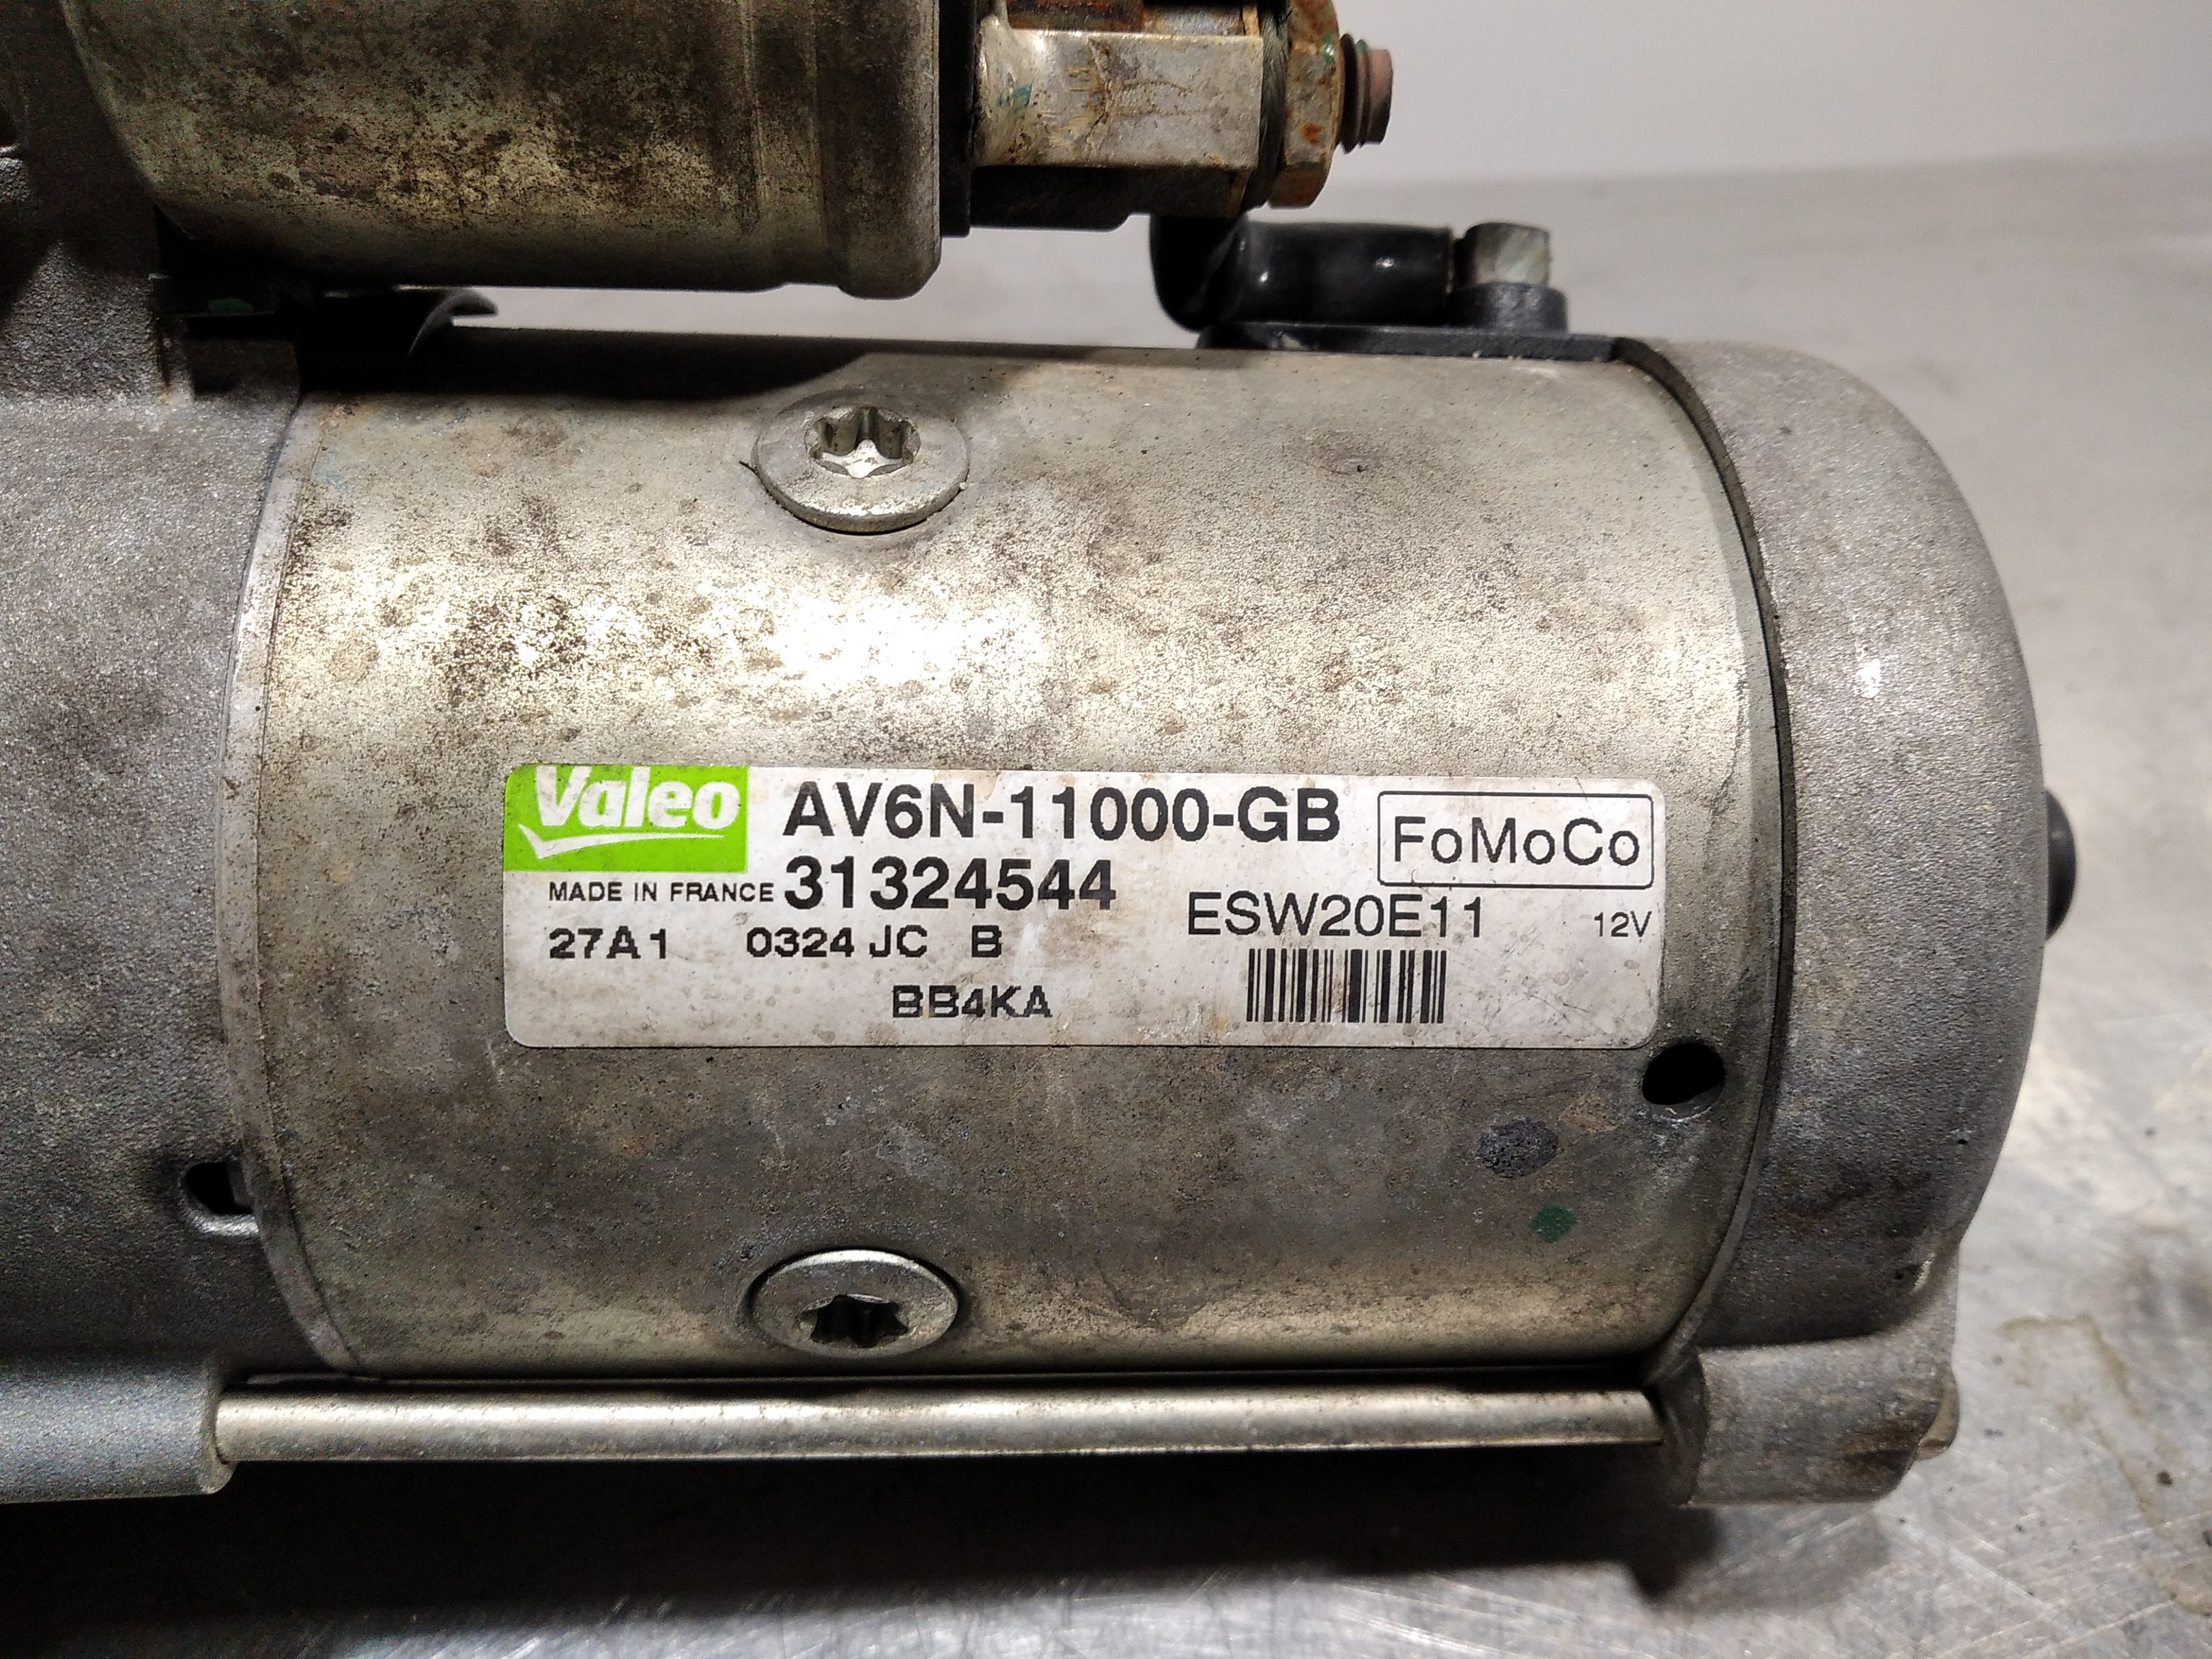 Valeo AV6N-11000-GB FoMoCo
MADE IN FRANCE 31324544 ESW20E11 12V
27A1 0324 JC B
BB4KA